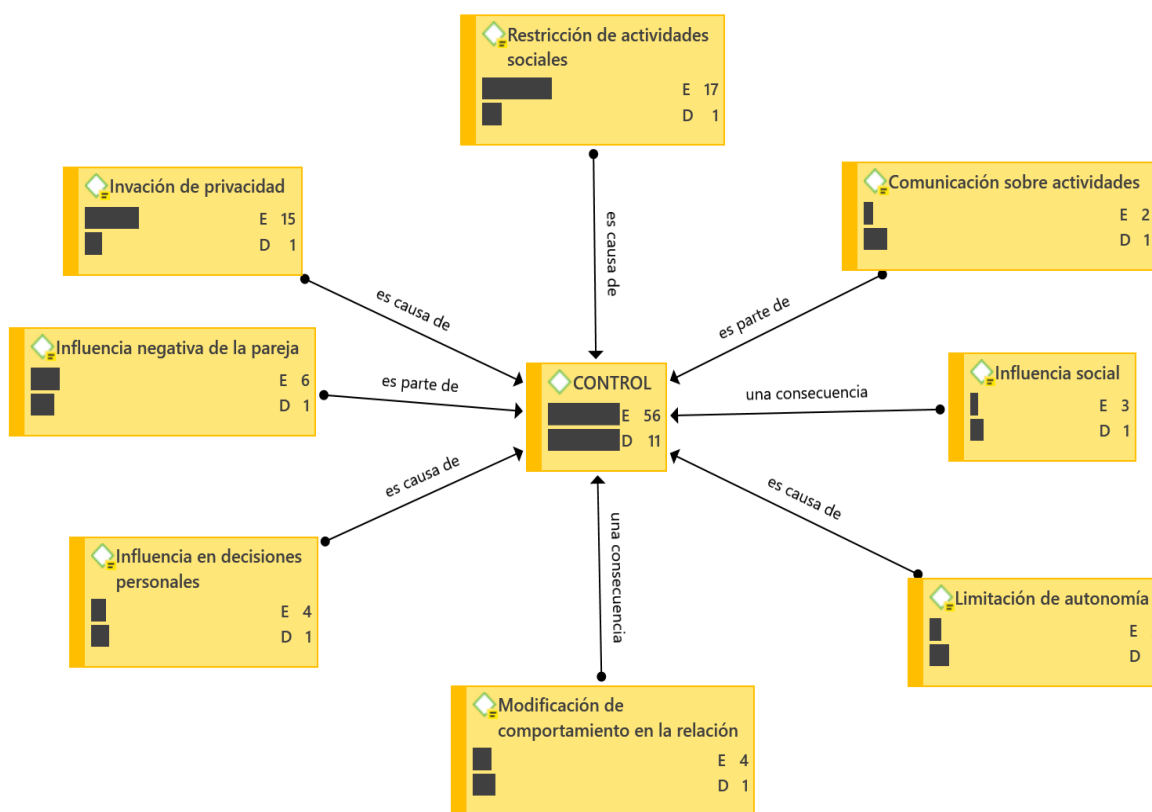 Restricción de actividades
sociales
E 17
D 1
Invación de privacidad
E 15
D 1
Comunicación sobre actividades
E 2
D 1
es causa de
es causa de
es parte de
Influencia negativa de la pareja
E 6
D 1
es parte de
CONTROL
E 56
D 11
una consecuencia
Influencia social
E 3
D 1
es causa de
es causa de
una consecuencia
Influencia en decisiones
personales
E 4
D 1
Limitación de autonomía
E
D
Modificación de
comportamiento en la relación
E 4
D 1